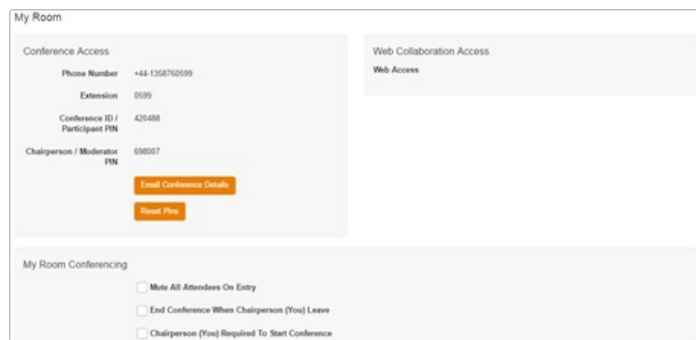 My Room
Conference Access
Phone Number +44-1358760599
Extension 0599
Conference ID /
Participant PIN 420488
Chairperson / Moderator
PIN 698007
Email Conference Details
Reset Pins
Web Collaboration Access
Web Access
My Room Conferencing
Mute All Attendees On Entry
End Conference When Chairperson (You) Leave
Chairperson (You) Required To Start Conference